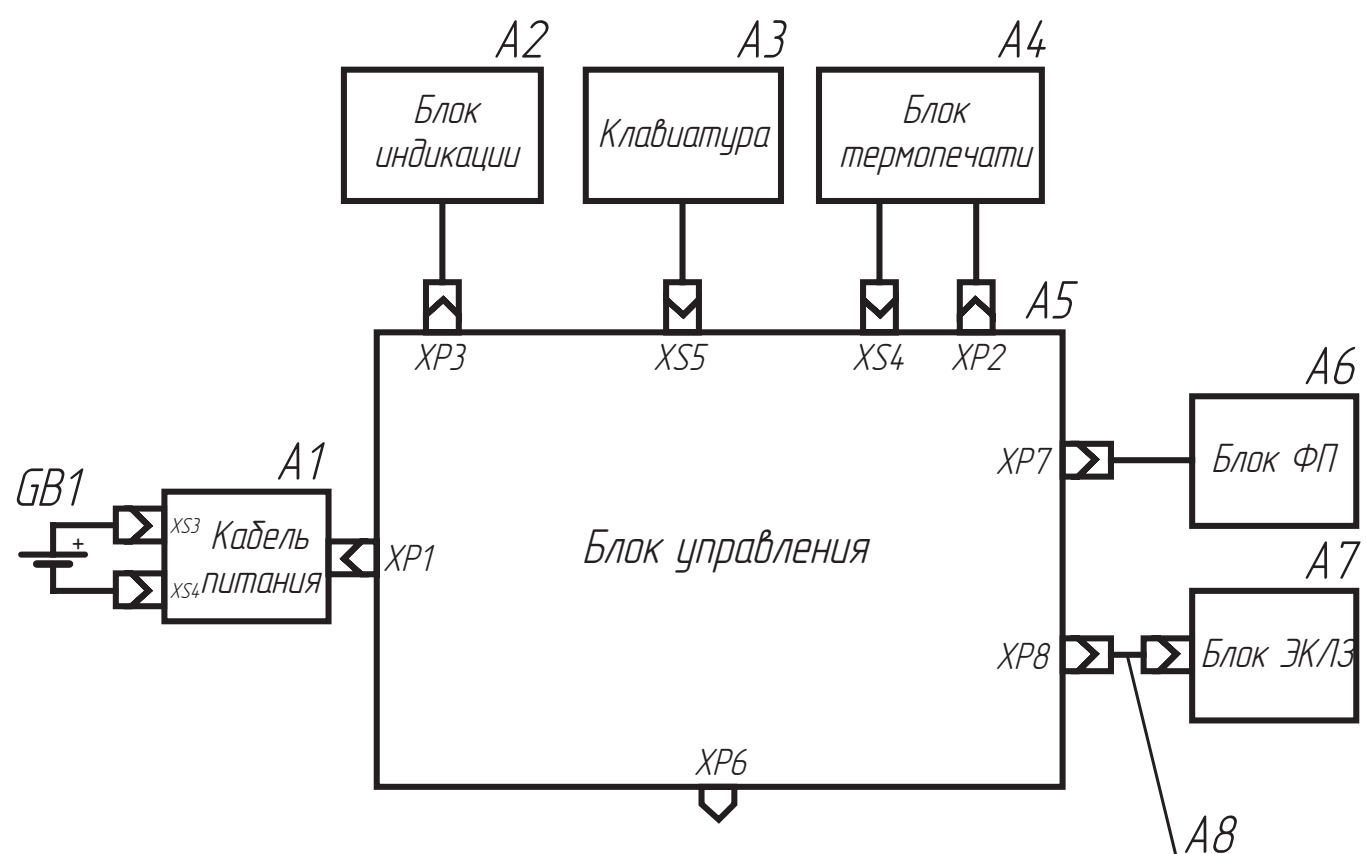 A2
A3
A4
Блок
индикации
Клавиатура
Блок
термопечати
A5
XP3
XS5
XS4
XP2
A6
XP7
Блок ФП
GB1
A1
+
XS3
Кабель
питания
XS4
XP1
Блок управления
A7
XP8
Блок ЭКЛЗ
XP6
A8